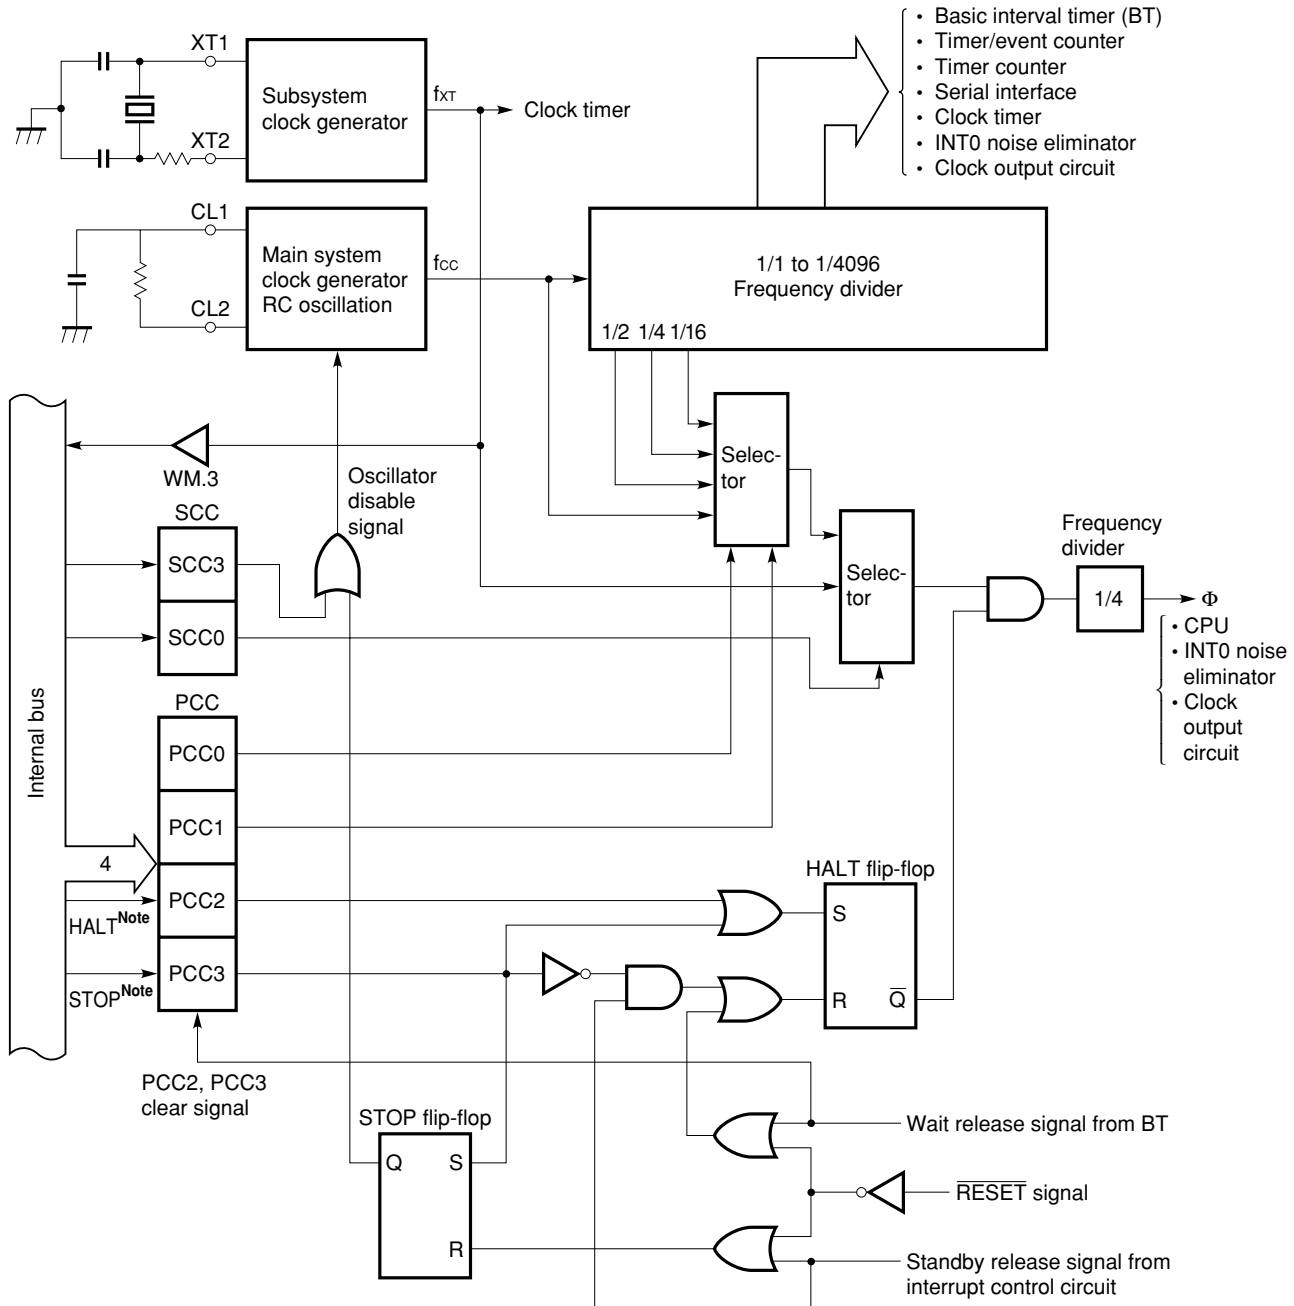 XT1
XT2
Subsystem
clock generator
fXT
Clock timer
• Basic interval timer (BT)
• Timer/event counter
• Timer counter
• Serial interface
• Clock timer
• INT0 noise eliminator
• Clock output circuit
CL1
CL2
Main system
clock generator
RC oscillation
fCC
1/1 to 1/4096
Frequency divider
1/2 1/4 1/16
WM.3
Oscillator
disable
signal
Selec-
tor
Selec-
tor
Frequency
divider
1/4
Φ
• CPU
• INT0 noise
eliminator
• Clock
output
circuit
SCC
SCC3
SCC0
Internal bus
PCC
PCC0
PCC1
4
PCC2
HALTNote
PCC3
STOPNote
HALT flip-flop
S
R
Q̅
PCC2, PCC3
clear signal
STOP flip-flop
Q
S
R
Wait release signal from BT
R̅E̅S̅E̅T̅ signal
Standby release signal from
interrupt control circuit